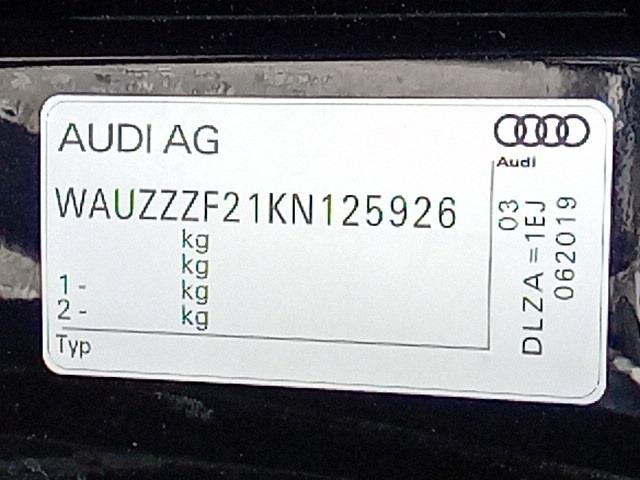 AUDI AG
Audi
WAUZZZF21KN125926
kg
kg
1 - kg
2 - kg
Typ
03
DLZA = 1EJ
062019